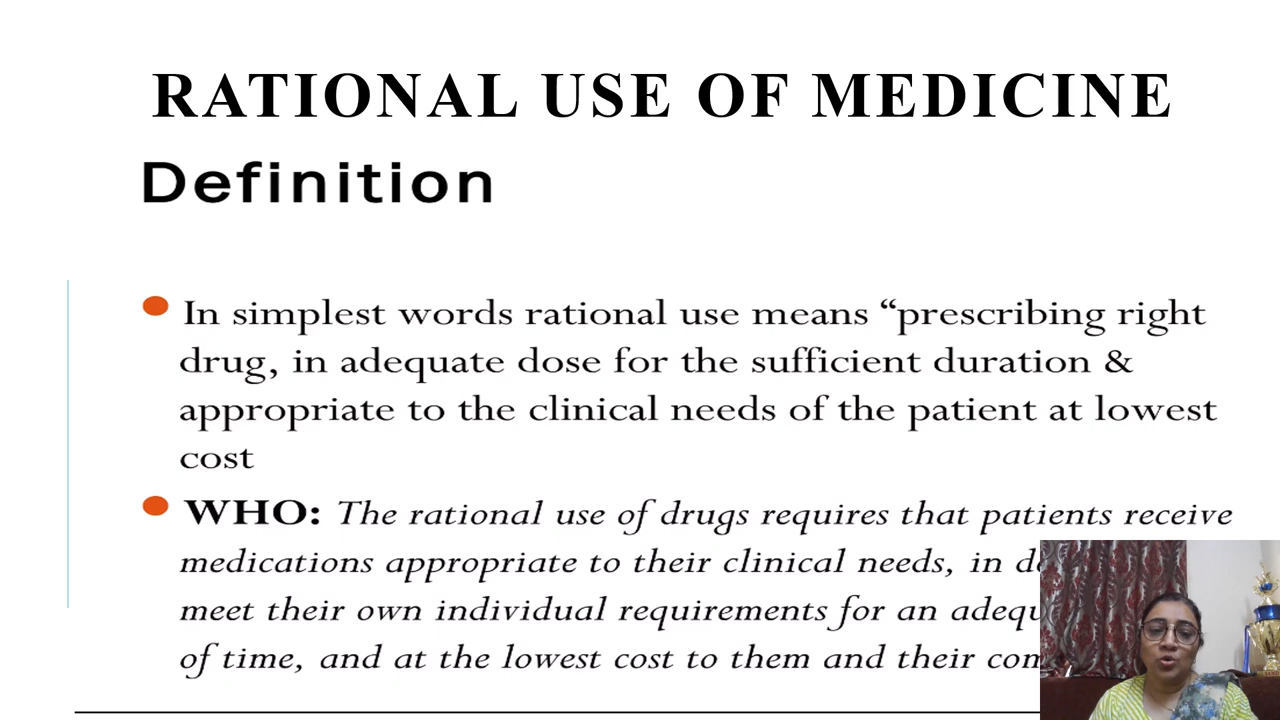 RATIONAL USE OF MEDICINE
Definition
In simplest words rational use means “prescribing right
drug, in adequate dose for the sufficient duration &
appropriate to the clinical needs of the patient at lowest
cost
WHO: The rational use of drugs requires that patients receive
medications appropriate to their clinical needs, in
meet their own individual requirements for an
of time, and at the lowest cost to them and their